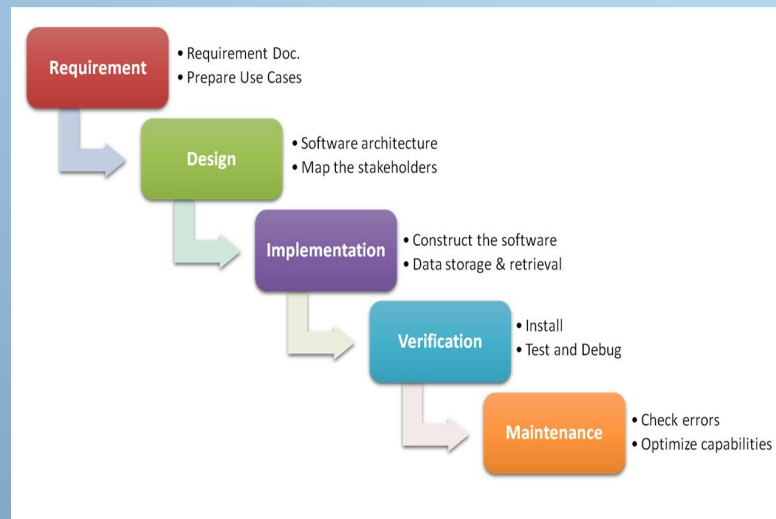 Requirement
• Requirement Doc.
• Prepare Use Cases
Design
• Software architecture
• Map the stakeholders
Implementation
• Construct the software
• Data storage & retrieval
Verification
• Install
• Test and Debug
Maintenance
• Check errors
• Optimize capabilities